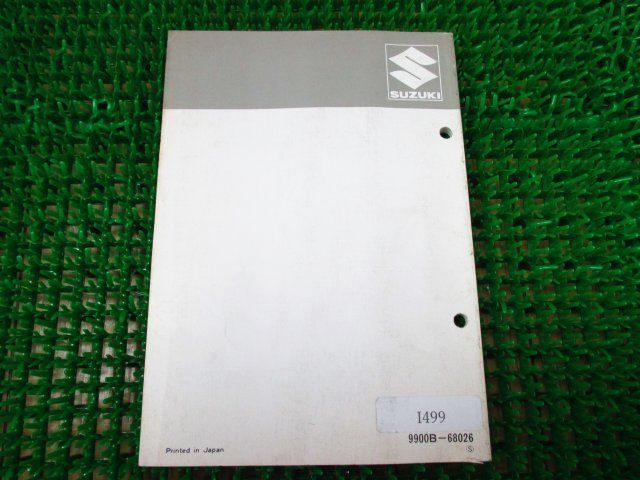 SUZUKI
I499
9900B-68026
(S)
Printed in Japan